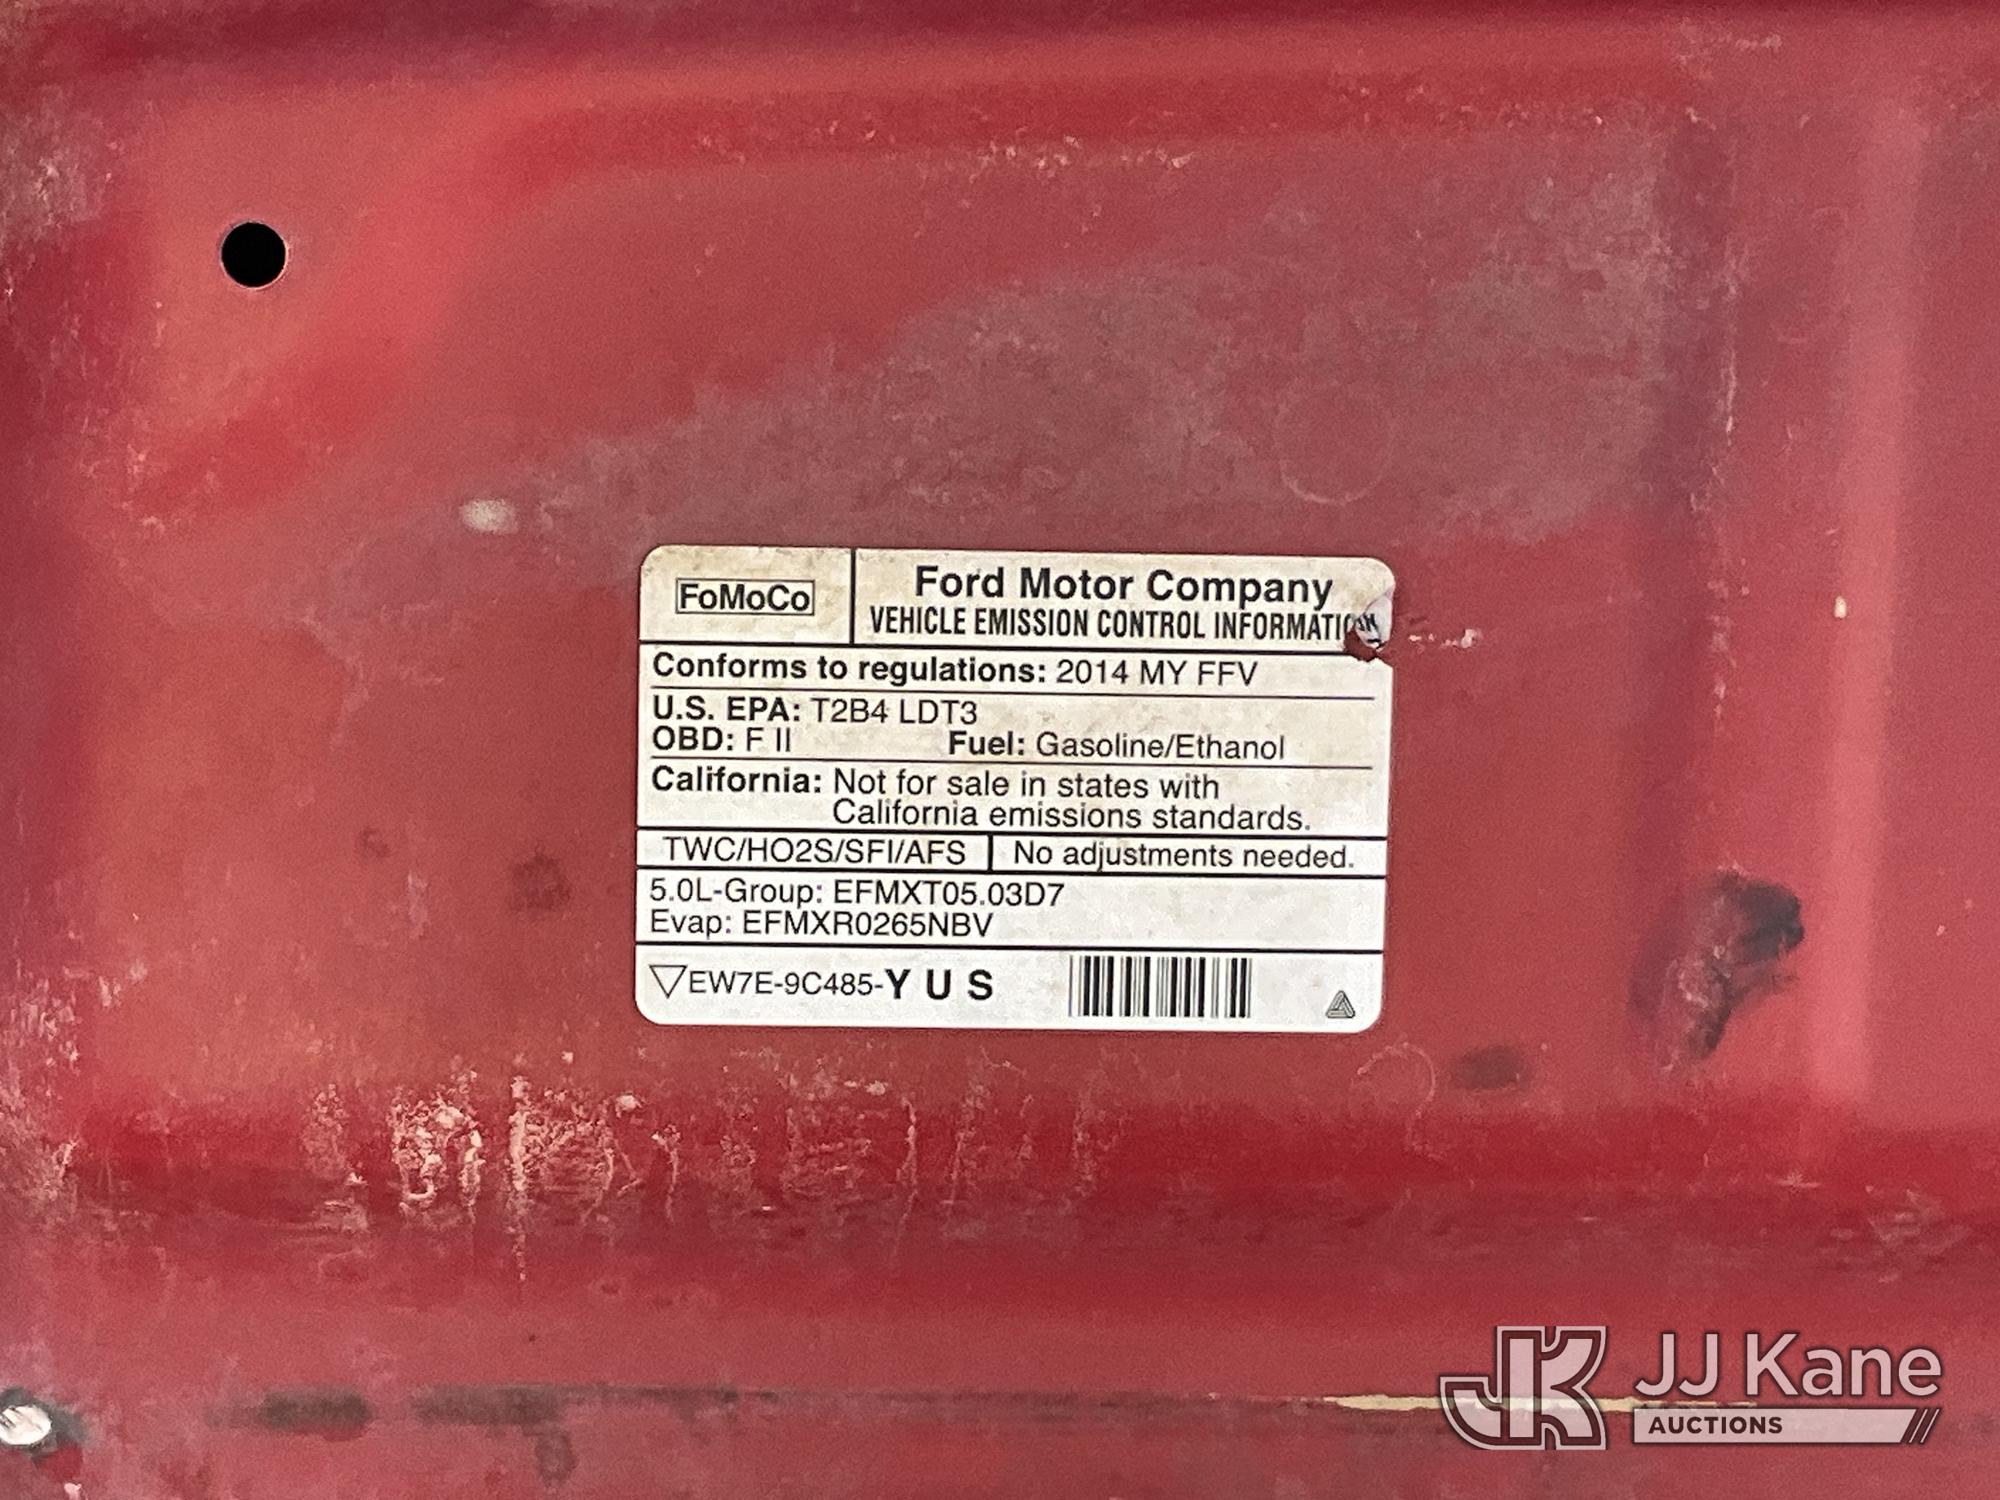 FoMoCo
Ford Motor Company
VEHICLE EMISSION CONTROL INFORMATION
Conforms to regulations: 2014 MY FFV
U.S. EPA: T2B4 LDT3
OBD: F II Fuel: Gasoline/Ethanol
California: Not for sale in states with
California emissions standards.
TWC/HO2S/SFI/AFS No adjustments needed.
5.0L-Group: EFMXT05.03D7
Evap: EFMXR0265NBV
EW7E-9C485-Y U S
JK JJ Kane
AUCTIONS